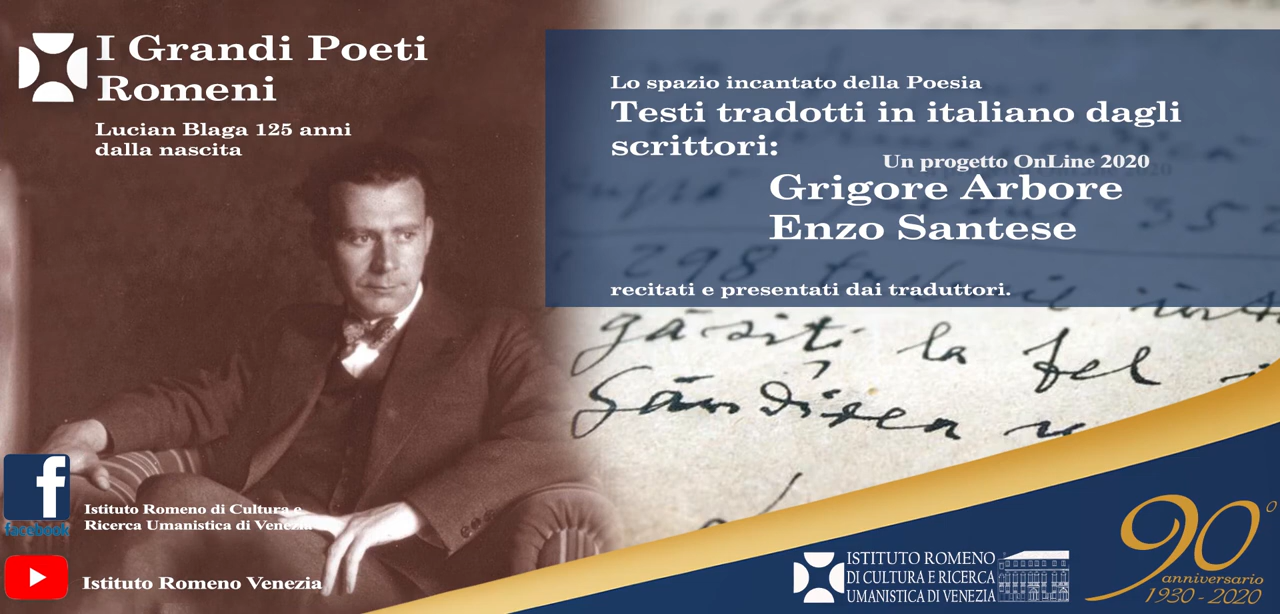 I Grandi Poeti
Romeni
Lucian Blaga 125 anni
dalla nascita
Lo spazio incantato della Poesia
Testi tradotti in italiano dagli
scrittori:
Un progetto OnLine 2020
Grigore Arbore
Enzo Santese
recitati e presentati dai traduttori.
298
găsiți la fel
Gândirea
facebook
Istituto Romeno di Cultura e
Ricerca Umanistica di Venezia
Istituto Romeno Venezia
ISTITUTO ROMENO
DI CULTURA E RICERCA
UMANISTICA DI VENEZIA
90°
anniversario
1930 - 2020